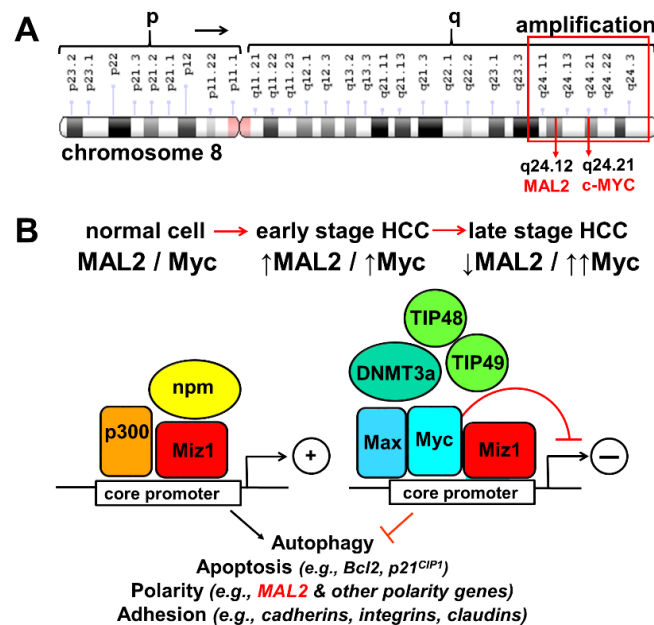 A
p
q
amplification
p23.2
p23.1
p22
p21.3
p21.2
p21.1
p12
p11.22
p11.1
q11.21
q11.22
q11.23
q12.1
q12.3
q13.2
q13.3
q21.11
q21.13
q21.3
q22.1
q22.2
q23.1
q23.3
q24.11
q24.13
q24.21
q24.22
q24.3
chromosome 8
q24.12 q24.21
MAL2 c-MYC
B
normal cell → early stage HCC → late stage HCC
MAL2 / Myc ↑MAL2 / ↑Myc ↓MAL2 / ↑↑Myc
TIP48
TIP49
DNMT3a
npm
p300
Miz1
+
Max
Myc
Miz1
−
core promoter
core promoter
Autophagy
Apoptosis (e.g., Bcl2, p21CIP1)
Polarity (e.g., MAL2 & other polarity genes)
Adhesion (e.g., cadherins, integrins, claudins)